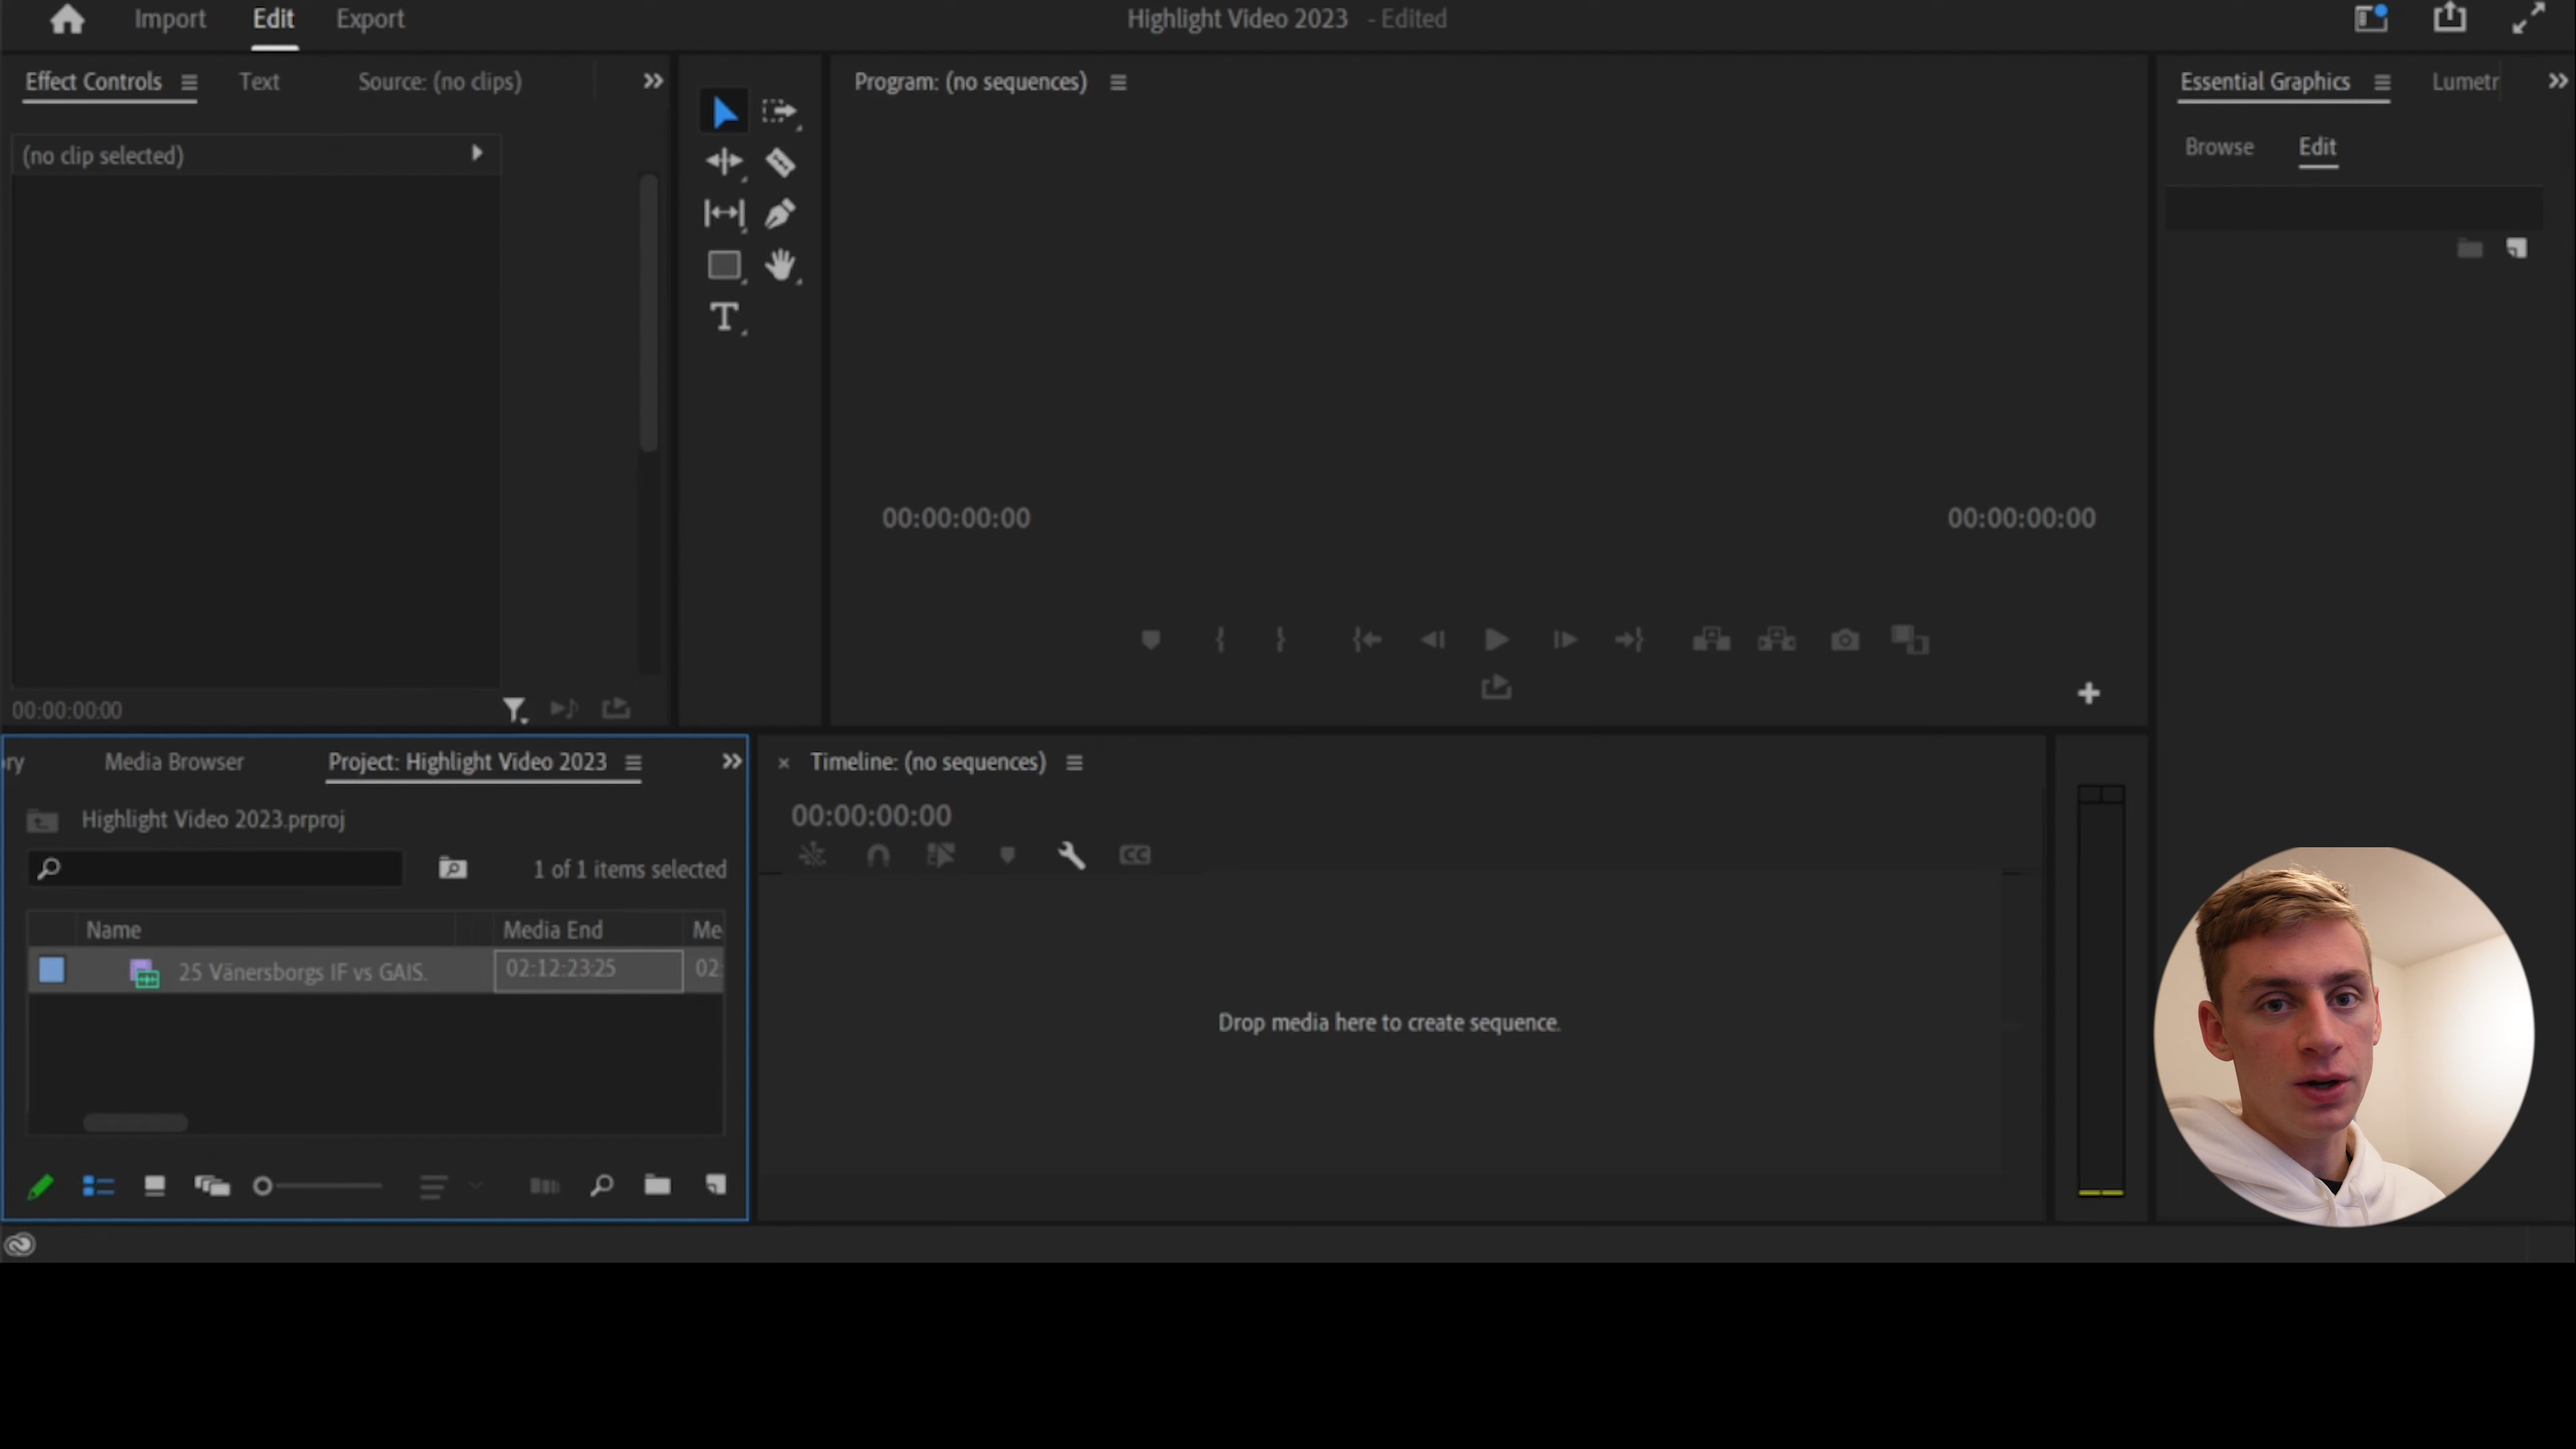 Import Edit Export
Highlight Video 2023 - Edited
Effect Controls Text Source: (no clips)
Program: (no sequences)
Essential Graphics Lumetr
(no clip selected)
Browse Edit
00:00:00:00 00:00:00:00
00:00:00:00
ory Media Browser Project: Highlight Video 2023
Highlight Video 2023.prproj
1 of 1 items selected
Name Media End Me
25 Vänersborgs IF vs GAIS. 02:12:23:25 02:
× Timeline: (no sequences)
00:00:00:00
CC
Drop media here to create sequence.